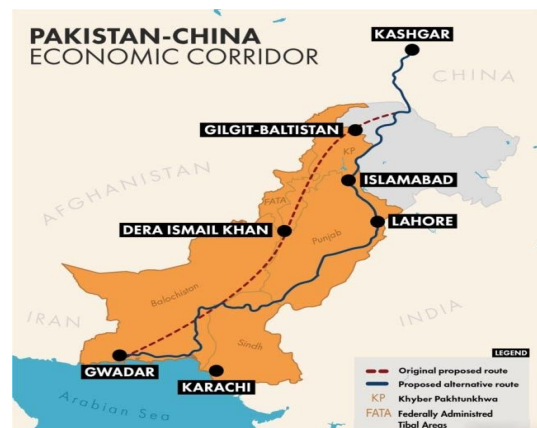 PAKISTAN-CHINA
ECONOMIC CORRIDOR
KASHGAR
CHINA
GILGIT-BALTISTAN
KP
ISLAMABAD
AFGHANISTAN
FATA
LAHORE
DERA ISMAIL KHAN
Punjab
Balochistan
IRAN
INDIA
Sindh
GWADAR
KARACHI
Arabian Sea
LEGEND
Original proposed route
Proposed alternative route
KP Khyber Pakhtunkhwa
FATA Federally Administred
Tibal Areas